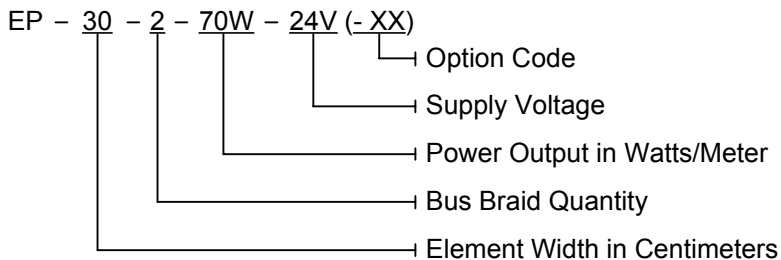 EP – 30 – 2 – 70W – 24V (- XX)
Option Code
Supply Voltage
Power Output in Watts/Meter
Bus Braid Quantity
Element Width in Centimeters